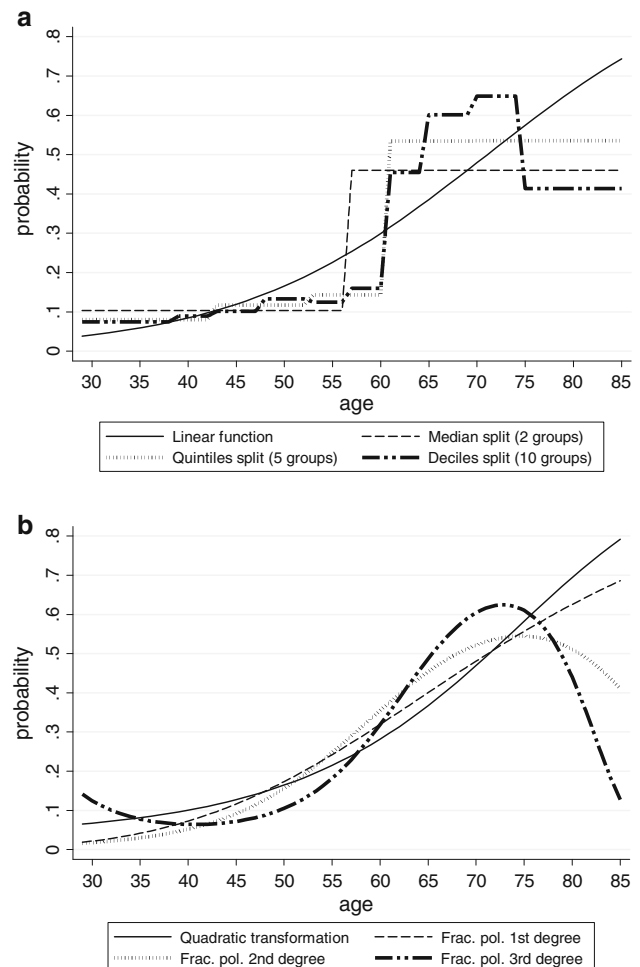 a
.8
.7
.6
.5
.4
.3
.2
.1
0
probability
30 35 40 45 50 55 60 65 70 75 80 85
age
Linear function Median split (2 groups)
Quintiles split (5 groups) Deciles split (10 groups)
b
.8
.7
.6
.5
.4
.3
.2
.1
0
probability
30 35 40 45 50 55 60 65 70 75 80 85
age
Quadratic transformation Frac. pol. 1st degree
Frac. pol. 2nd degree Frac. pol. 3rd degree